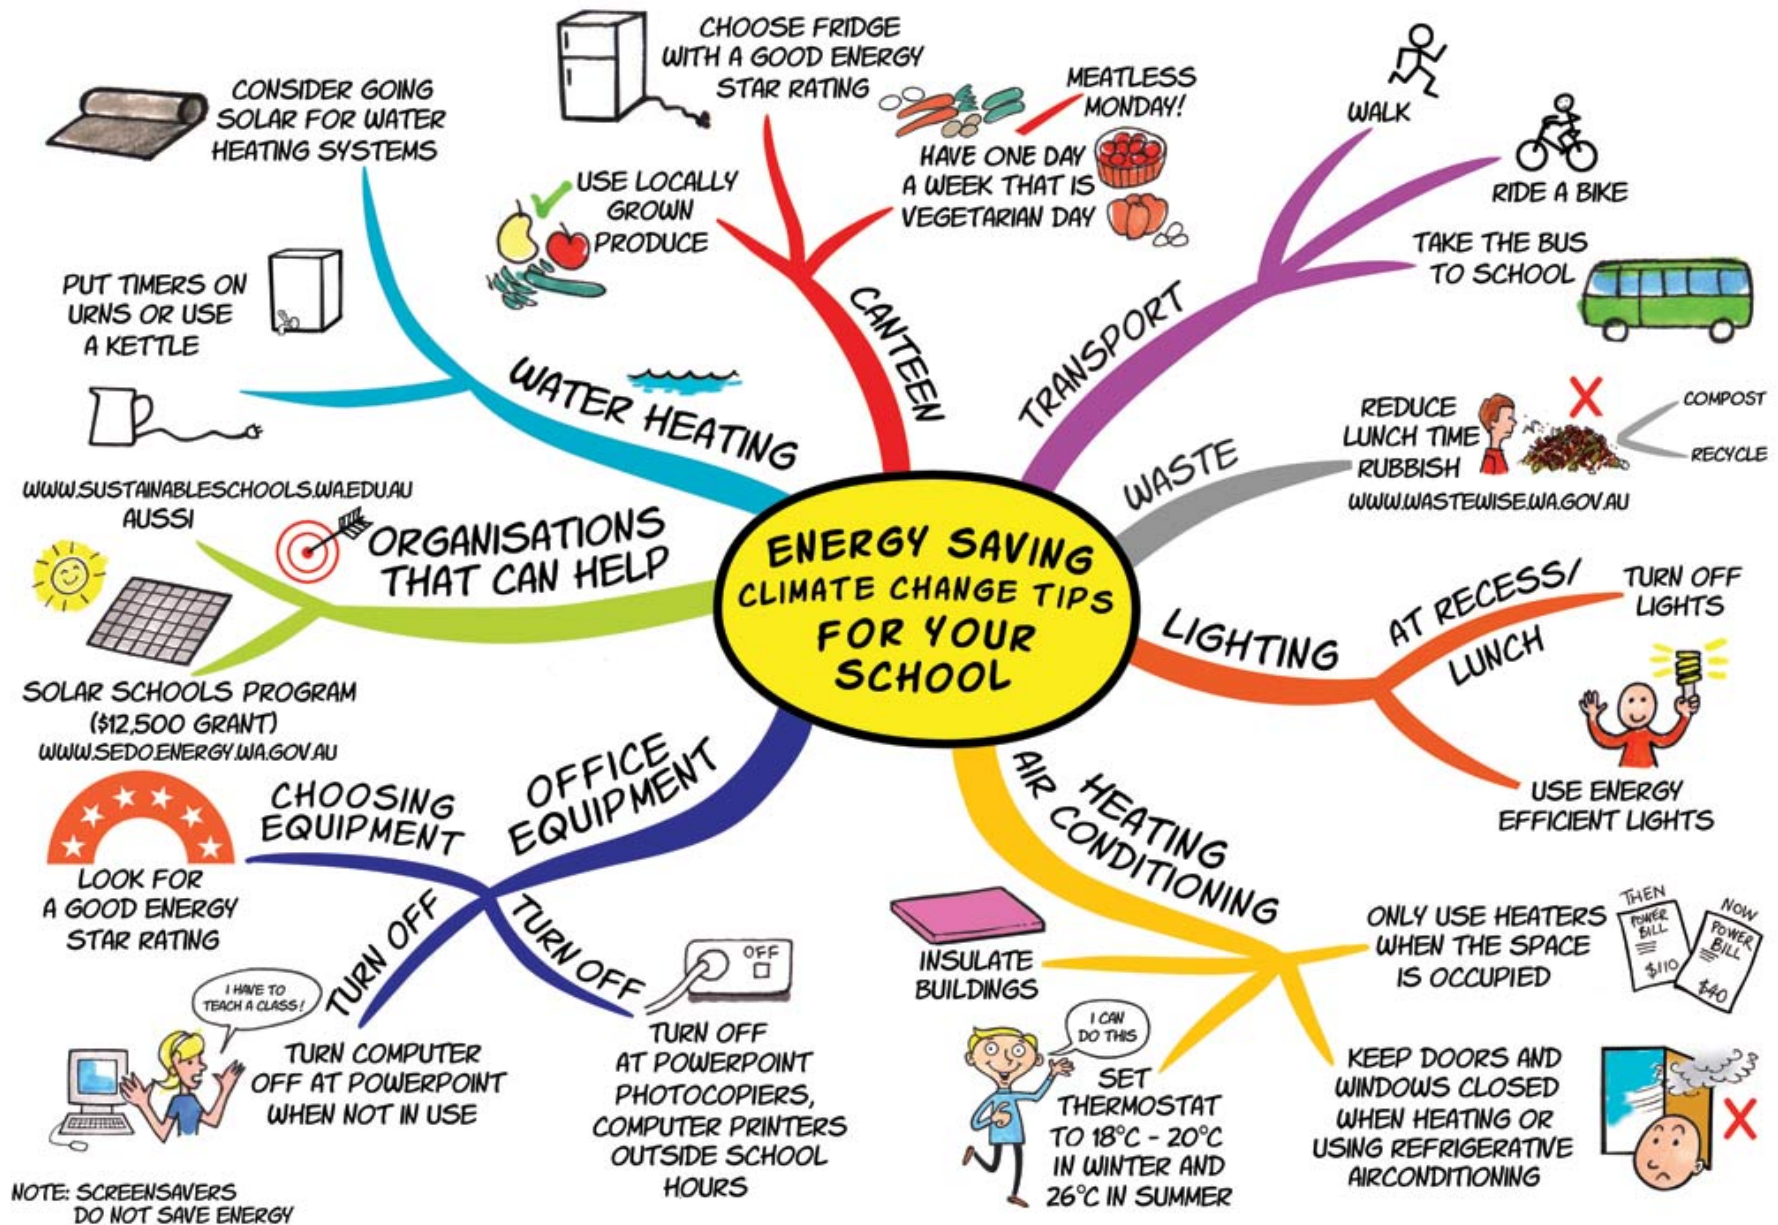 ENERGY SAVING
CLIMATE CHANGE TIPS
FOR YOUR
SCHOOL
CANTEEN
CHOOSE FRIDGE
WITH A GOOD ENERGY
STAR RATING
USE LOCALLY
GROWN
PRODUCE
MEATLESS
MONDAY!
HAVE ONE DAY
A WEEK THAT IS
VEGETARIAN DAY
TRANSPORT
WALK
RIDE A BIKE
TAKE THE BUS
TO SCHOOL
WASTE
REDUCE
LUNCH TIME
RUBBISH
COMPOST
RECYCLE
WWW.WASTEWISE.WA.GOV.AU
LIGHTING
AT RECESS/
LUNCH
TURN OFF
LIGHTS
USE ENERGY
EFFICIENT LIGHTS
HEATING
AIR CONDITIONING
ONLY USE HEATERS
WHEN THE SPACE
IS OCCUPIED
THEN
POWER
BILL
$110
NOW
POWER
BILL
$40
KEEP DOORS AND
WINDOWS CLOSED
WHEN HEATING OR
USING REFRIGERATIVE
AIRCONDITIONING
I CAN
DO THIS
SET
THERMOSTAT
TO 18°C - 20°C
IN WINTER AND
26°C IN SUMMER
INSULATE
BUILDINGS
OFFICE
EQUIPMENT
TURN OFF
OFF
TURN OFF
AT POWERPOINT
PHOTOCOPIERS,
COMPUTER PRINTERS
OUTSIDE SCHOOL
HOURS
TURN OFF
I HAVE TO
TEACH A CLASS!
TURN COMPUTER
OFF AT POWERPOINT
WHEN NOT IN USE
NOTE: SCREENSAVERS
DO NOT SAVE ENERGY
CHOOSING
EQUIPMENT
LOOK FOR
A GOOD ENERGY
STAR RATING
ORGANISATIONS
THAT CAN HELP
WWW.SUSTAINABLESCHOOLS.WA.EDU.AU
AUSSI
SOLAR SCHOOLS PROGRAM
($12,500 GRANT)
WWW.SEDO.ENERGY.WA.GOV.AU
WATER HEATING
PUT TIMERS ON
URNS OR USE
A KETTLE
CONSIDER GOING
SOLAR FOR WATER
HEATING SYSTEMS